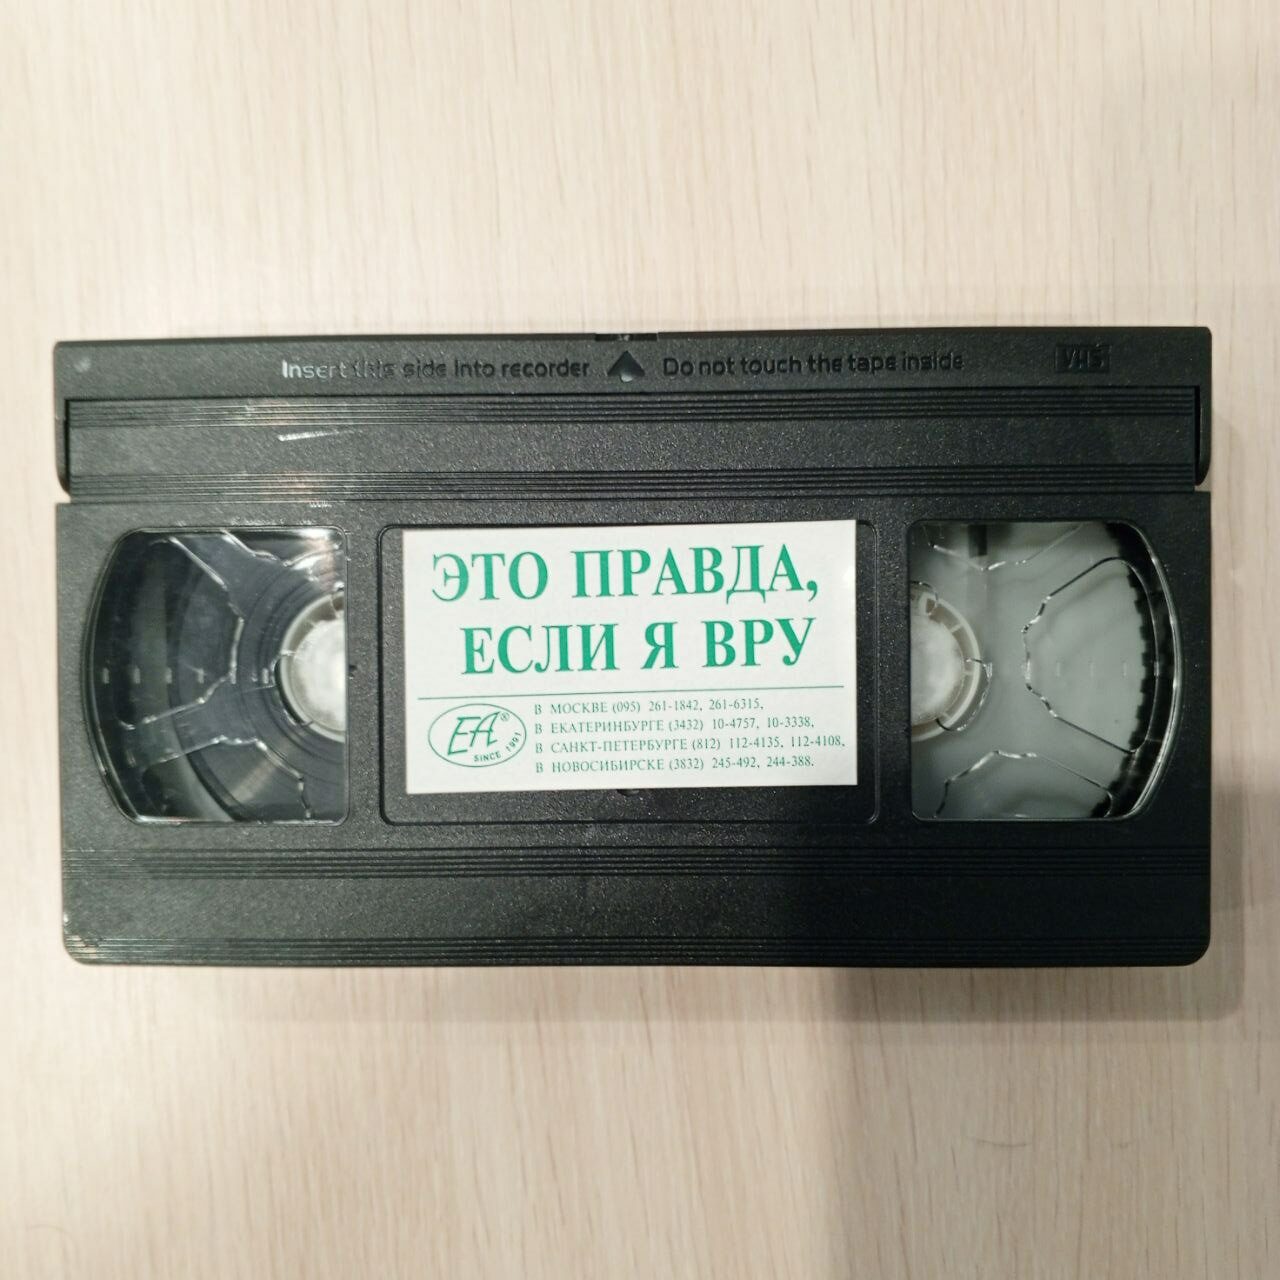 Insert this side into recorder Do not touch the tape inside VHS
ЭТО ПРАВДА,
ЕСЛИ Я ВРУ
EA®
SINCE 1991
В МОСКВЕ (095) 261-1842, 261-6315,
В ЕКАТЕРИНБУРГЕ (3432) 10-4757, 10-3338,
В САНКТ-ПЕТЕРБУРГЕ (812) 112-4135, 112-4108,
В НОВОСИБИРСКЕ (3832) 245-492, 244-388.